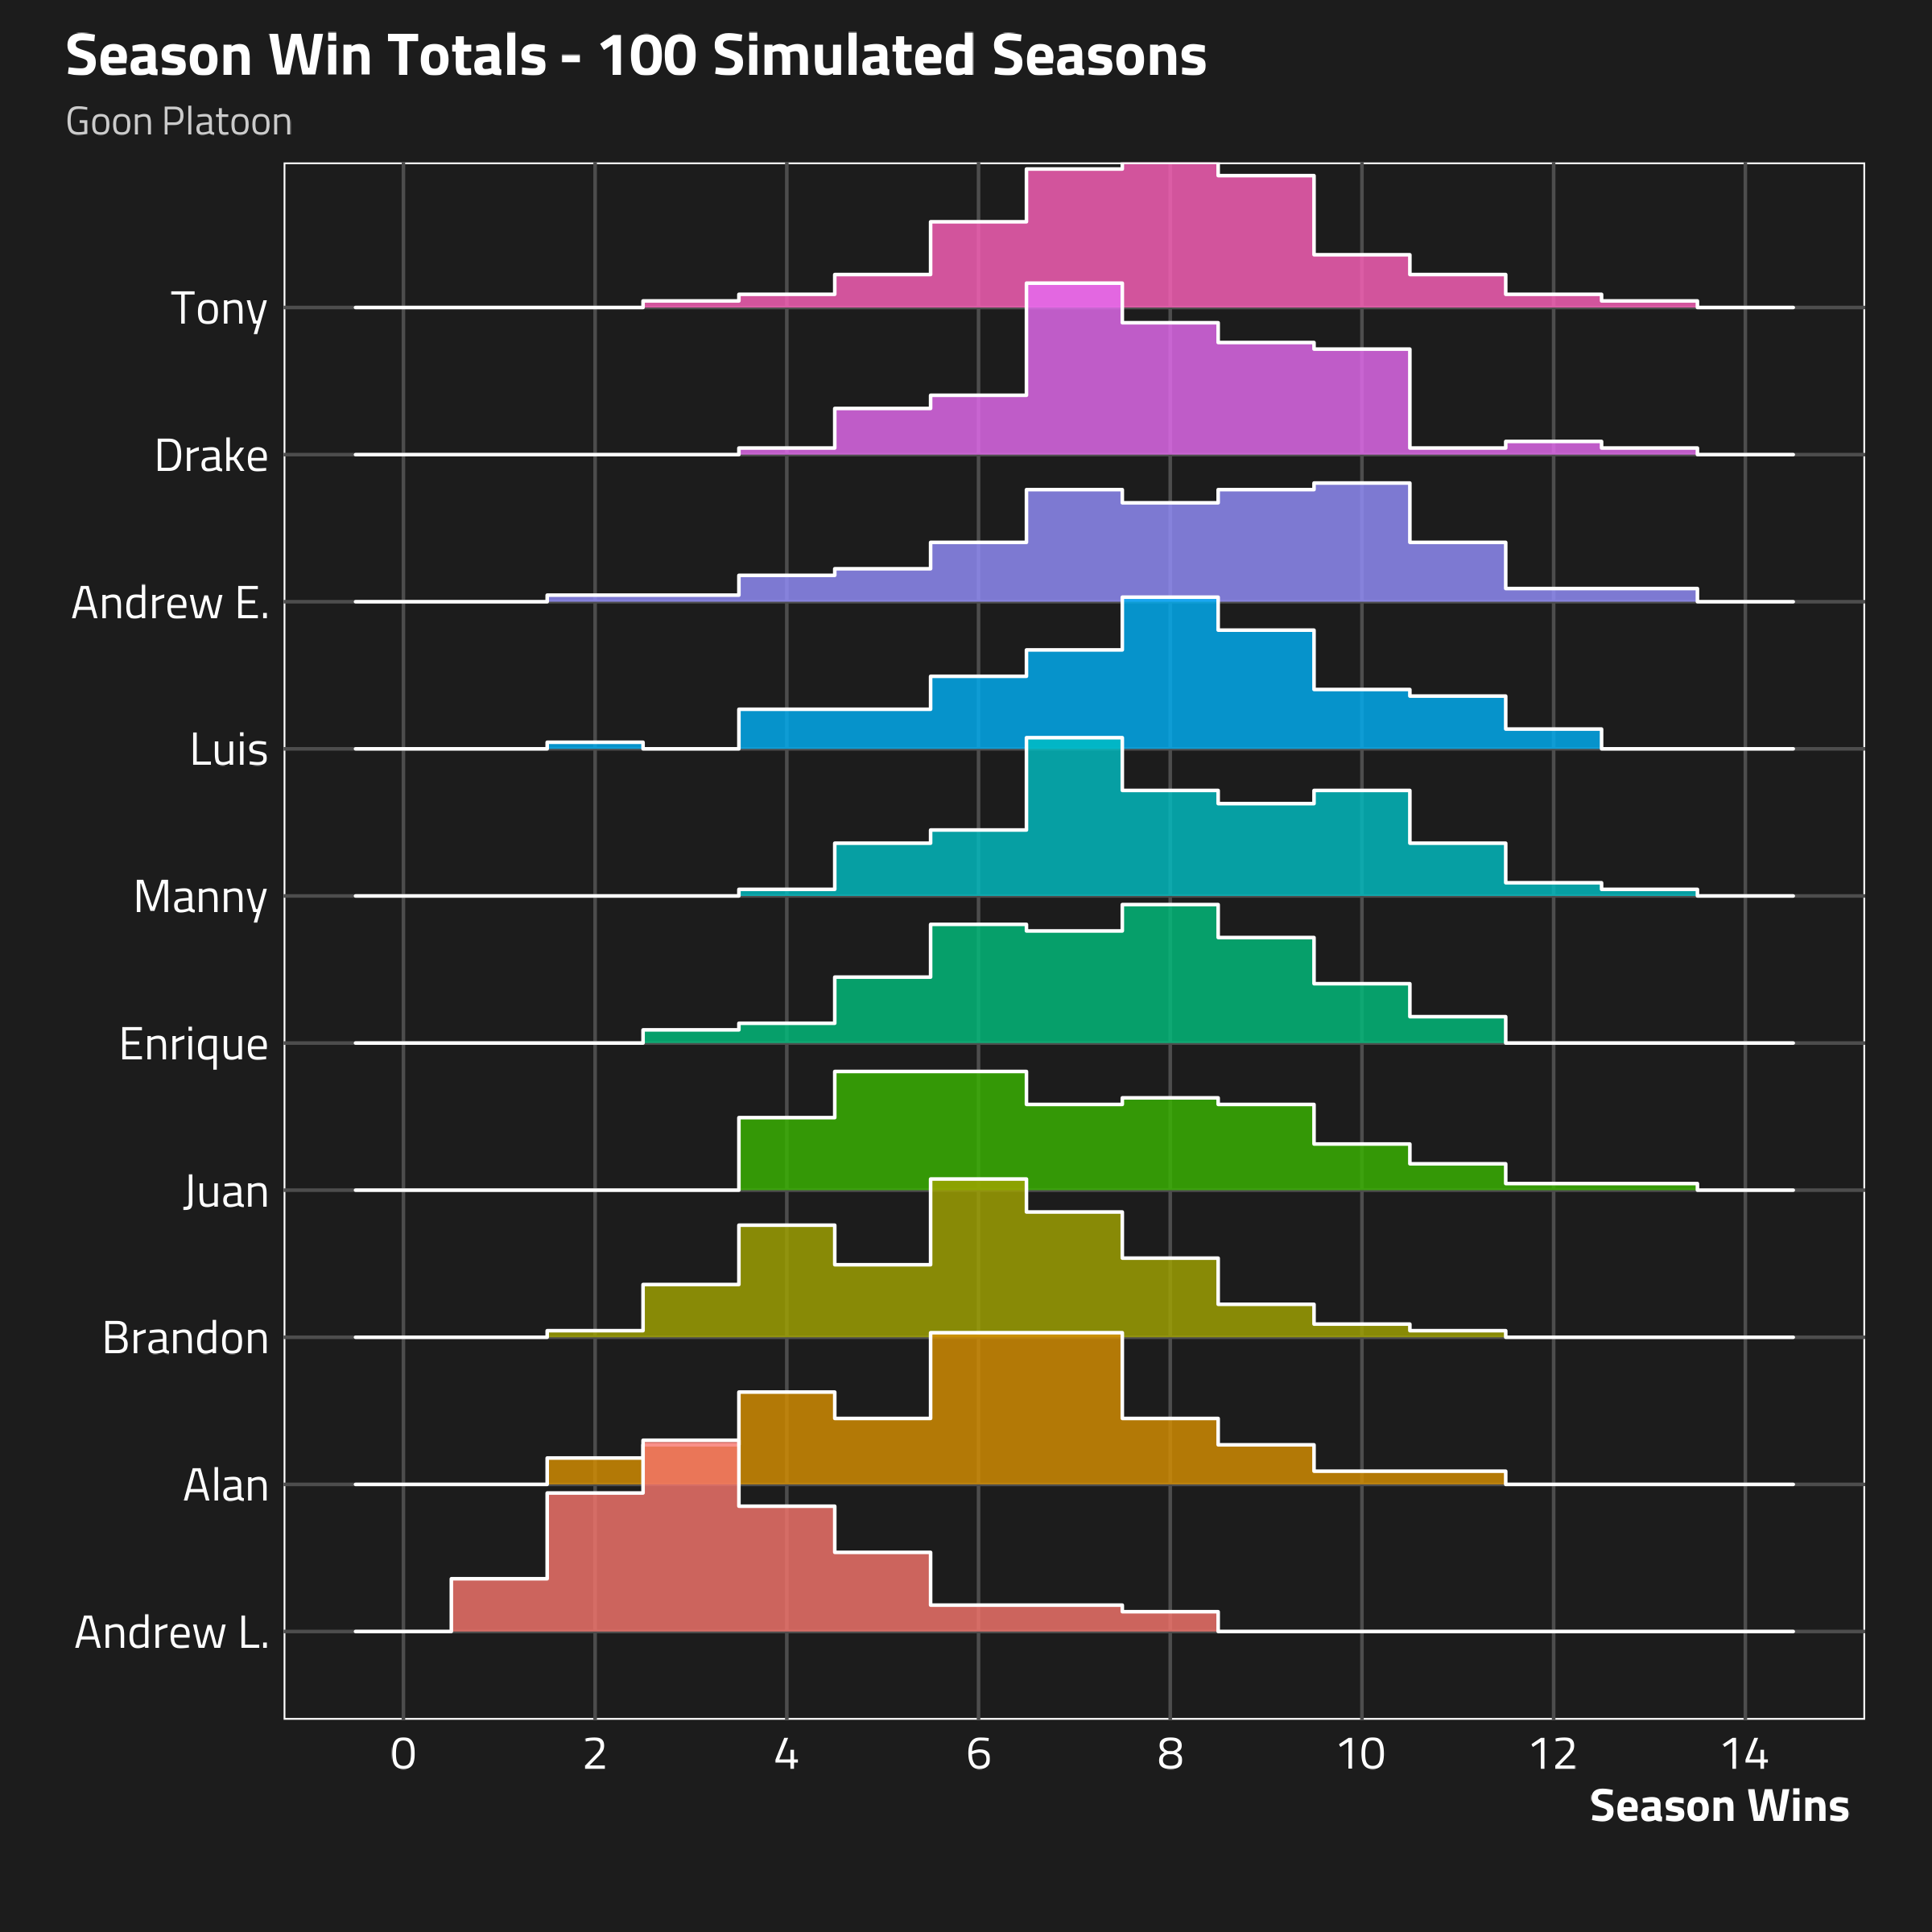 Season Win Totals - 100 Simulated Seasons
Goon Platoon
Tony
Drake
Andrew E.
Luis
Manny
Enrique
Juan
Brandon
Alan
Andrew L.
0 2 4 6 8 10 12 14
Season Wins